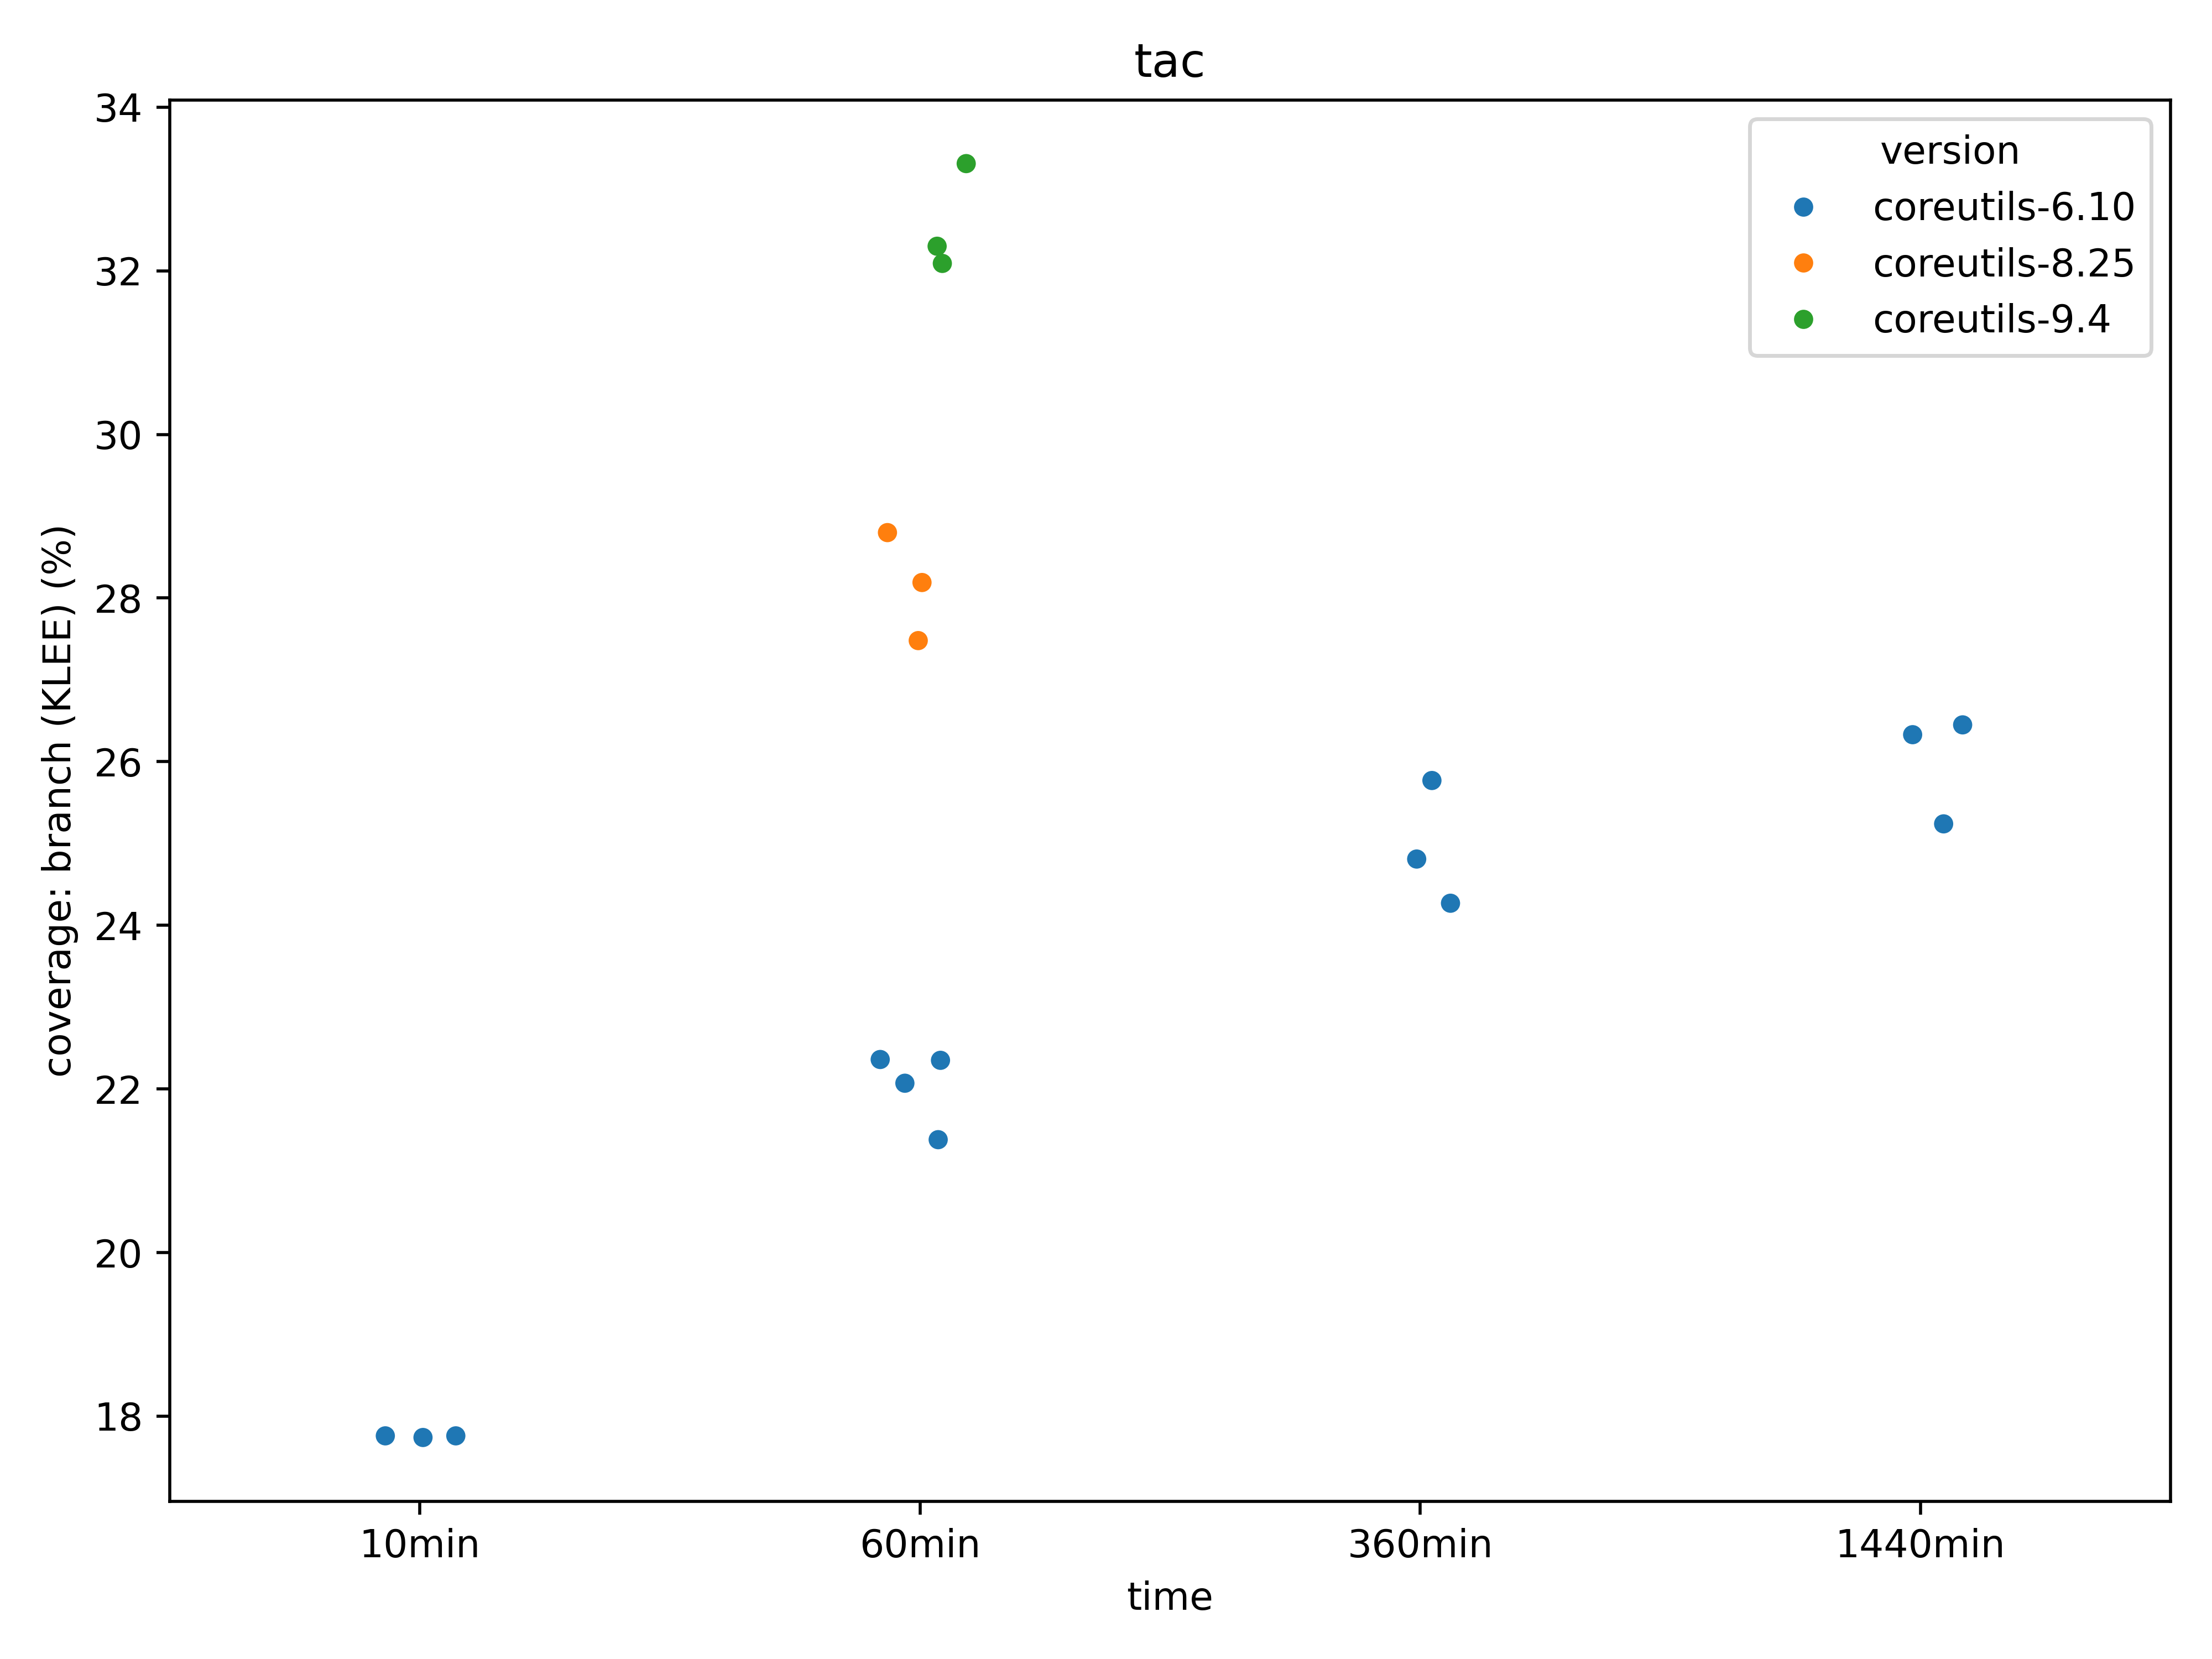 tac
version
coreutils-6.10
coreutils-8.25
coreutils-9.4
coverage: branch (KLEE) (%)
34
32
30
28
26
24
22
20
18
10min
60min
360min
1440min
time